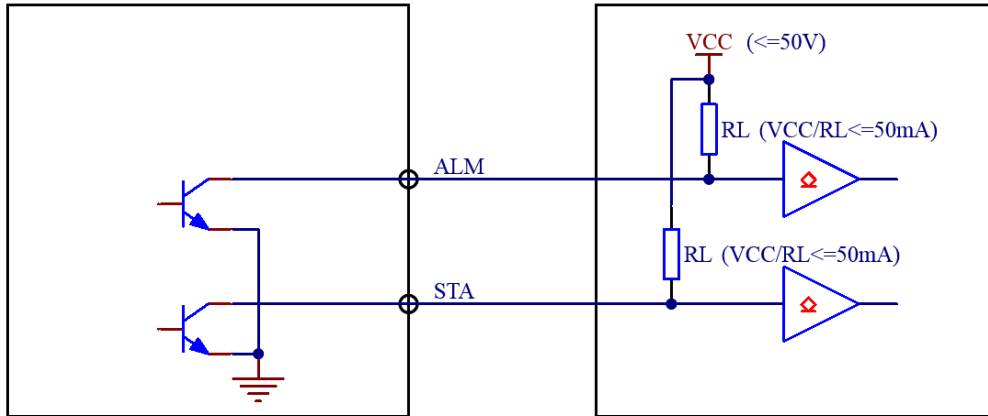 VCC (<=50V)
RL (VCC/RL<=50mA)
ALM
RL (VCC/RL<=50mA)
STA